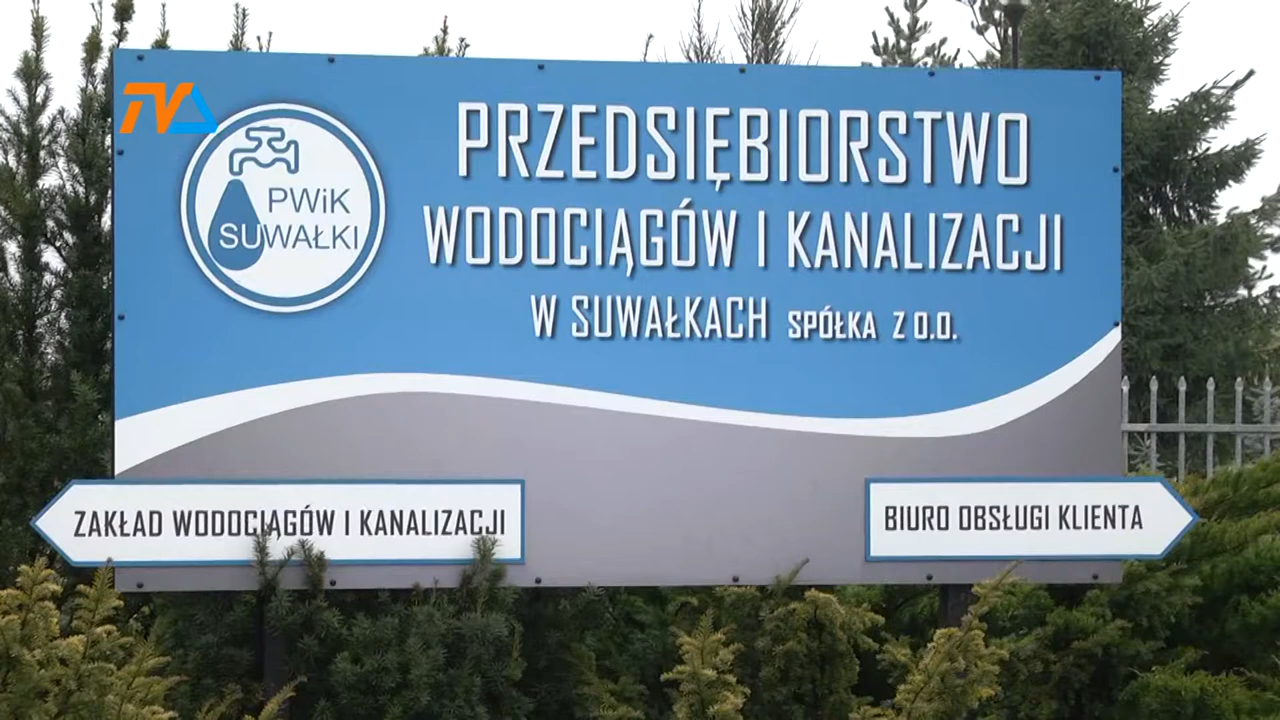 TV
PRZEDSIĘBIORSTWO
WODOCIĄGÓW I KANALIZACJI
W SUWAŁKACH SPÓŁKA Z O.O.
PWiK
SUWAŁKI
ZAKŁAD WODOCIĄGÓW I KANALIZACJI
BIURO OBSŁUGI KLIENTA